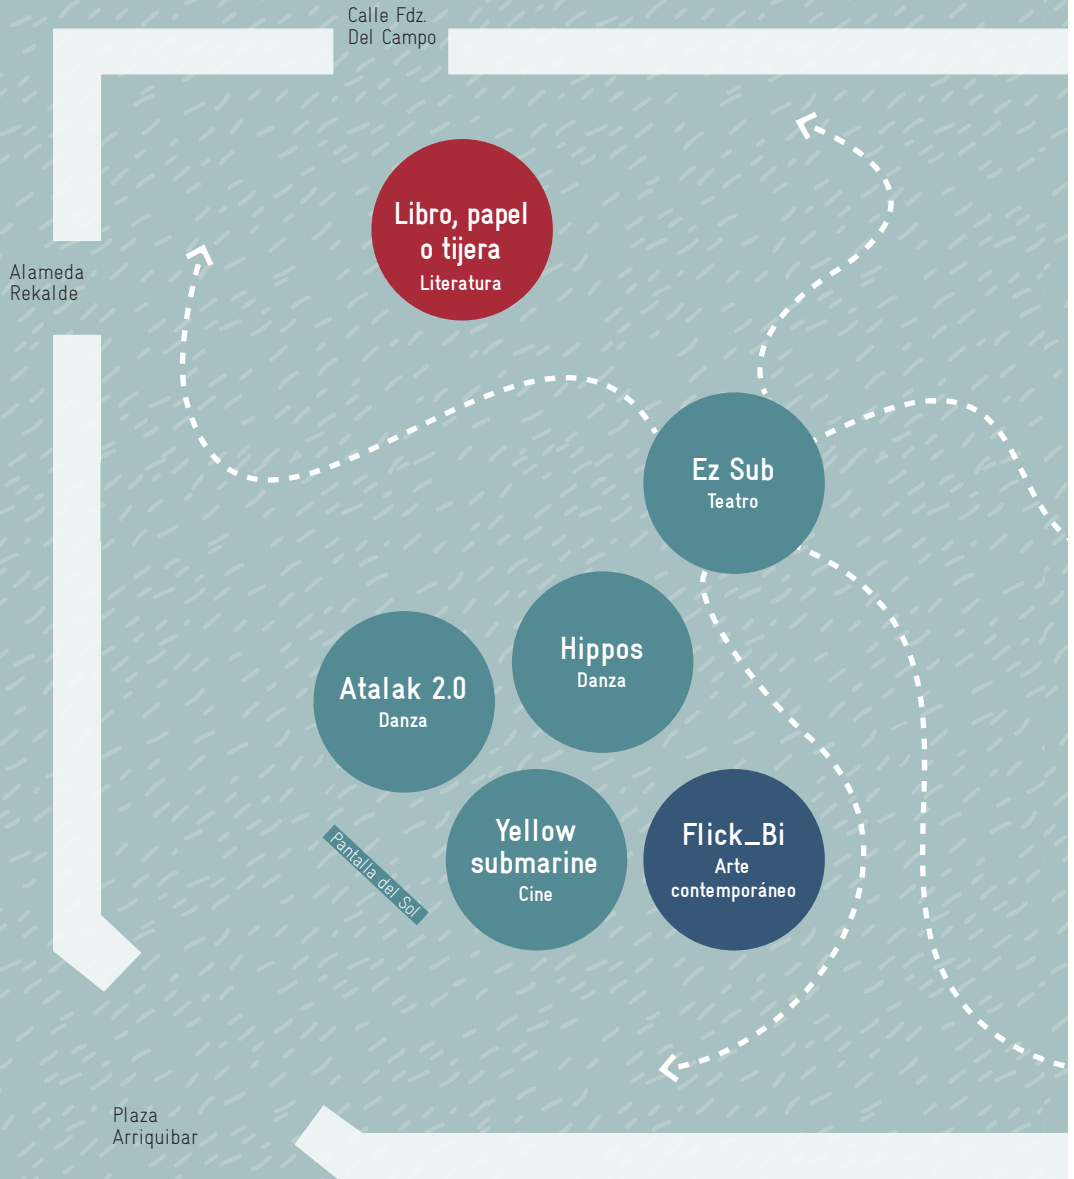 Calle Fdz.
Del Campo
Libro, papel
o tijera
Literatura
Alameda
Rekalde
Ez Sub
Teatro
Hippos
Danza
Atalak 2.0
Danza
Yellow
submarine
Cine
Flick_Bi
Arte
contemporáneo
Pantalla del Sol
Plaza
Arriquibar